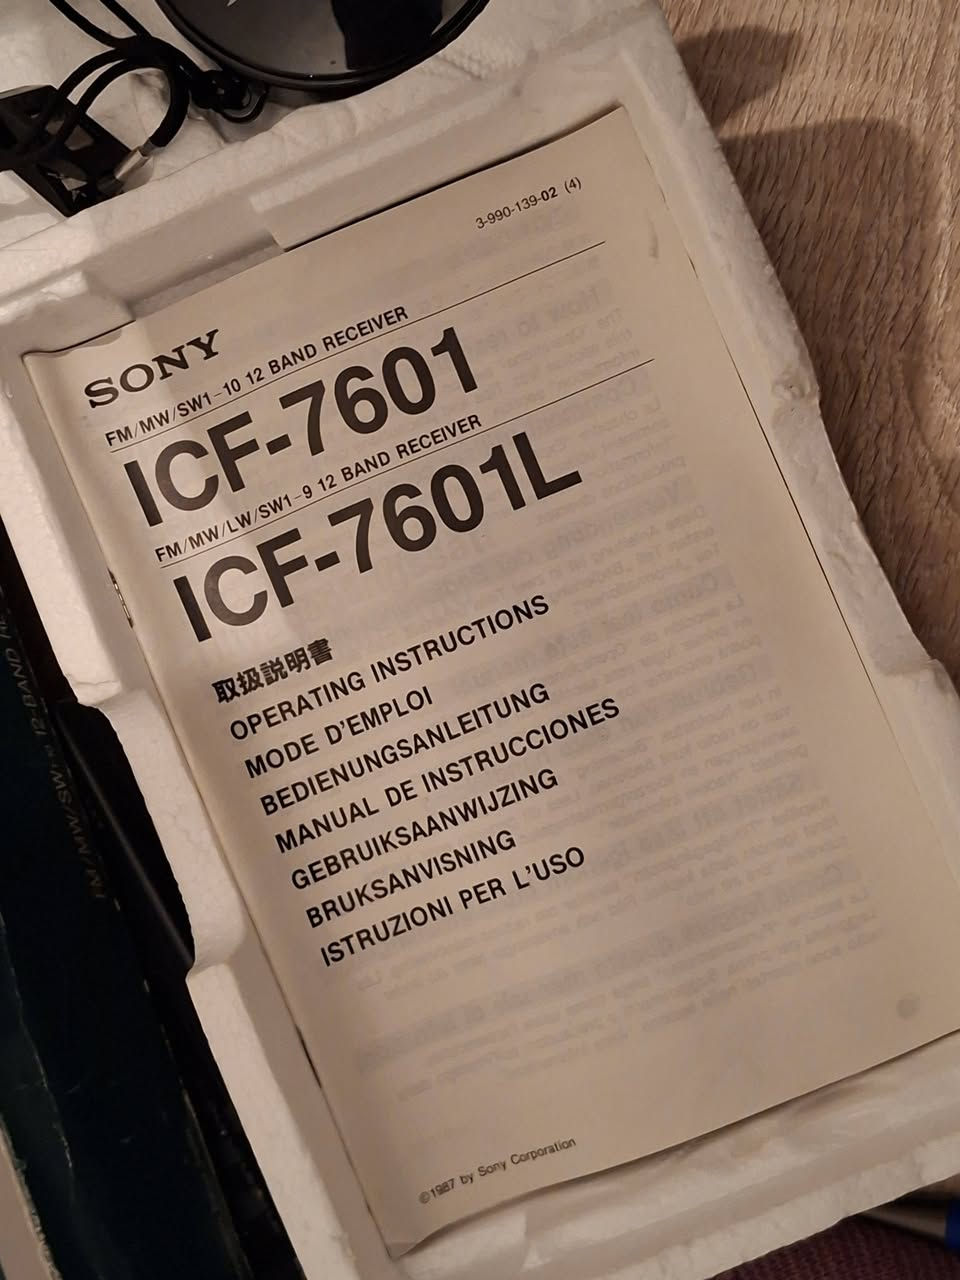 3-990-139-02 (4)
SONY
FM/MW/SW1-10 12 BAND RECEIVER
ICF-7601
FM/MW/LW/SW1-9 12 BAND RECEIVER
ICF-7601L
取扱説明書
OPERATING INSTRUCTIONS
MODE D'EMPLOI
BEDIENUNGSANLEITUNG
MANUAL DE INSTRUCCIONES
GEBRUIKSAANWIJZING
BRUKSANVISNING
ISTRUZIONI PER L'USO
©1987 by Sony Corporation